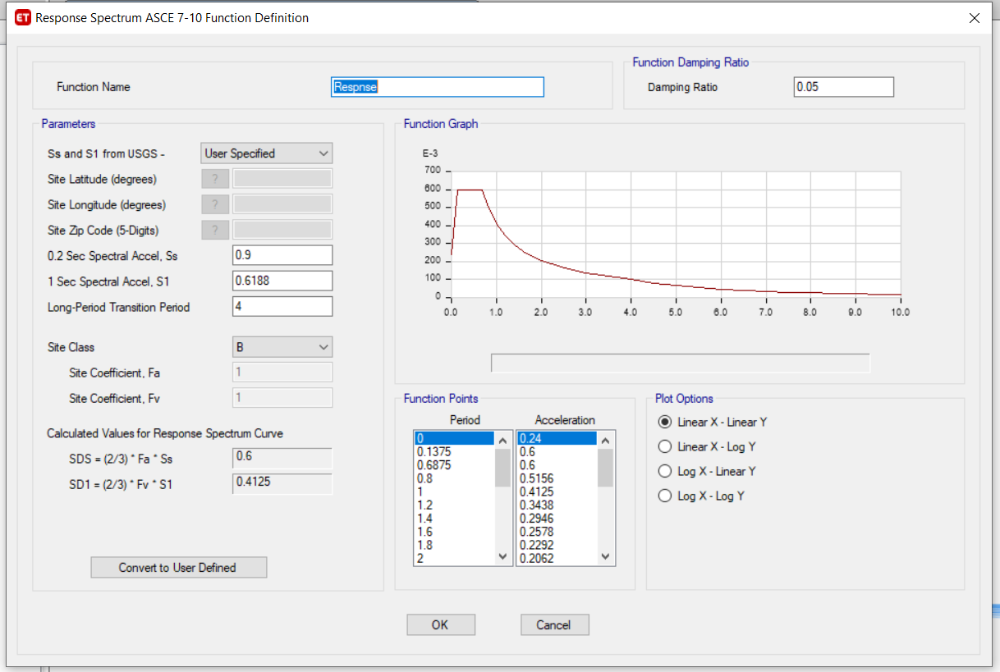 ET Response Spectrum ASCE 7-10 Function Definition
Function Name
Respnse
Function Damping Ratio
Damping Ratio
0.05
Parameters
Ss and S1 from USGS -
User Specified
Site Latitude (degrees)
?
Site Longitude (degrees)
?
Site Zip Code (5-Digits)
?
0.2 Sec Spectral Accel, Ss
0.9
1 Sec Spectral Accel, S1
0.6188
Long-Period Transition Period
4
Site Class
B
Site Coefficient, Fa
1
Site Coefficient, Fv
1
Calculated Values for Response Spectrum Curve
SDS = (2/3) * Fa * Ss
0.6
SD1 = (2/3) * Fv * S1
0.4125
Convert to User Defined
Function Graph
E-3
700
600
500
400
300
200
100
0
0.0 1.0 2.0 3.0 4.0 5.0 6.0 7.0 8.0 9.0 10.0
Function Points
Period Acceleration
0 0.24
0.1375 0.6
0.6875 0.6
0.8 0.5156
1 0.4125
1.2 0.3438
1.4 0.2946
1.6 0.2578
1.8 0.2292
2 0.2062
Plot Options
Linear X - Linear Y
Linear X - Log Y
Log X - Linear Y
Log X - Log Y
OK
Cancel